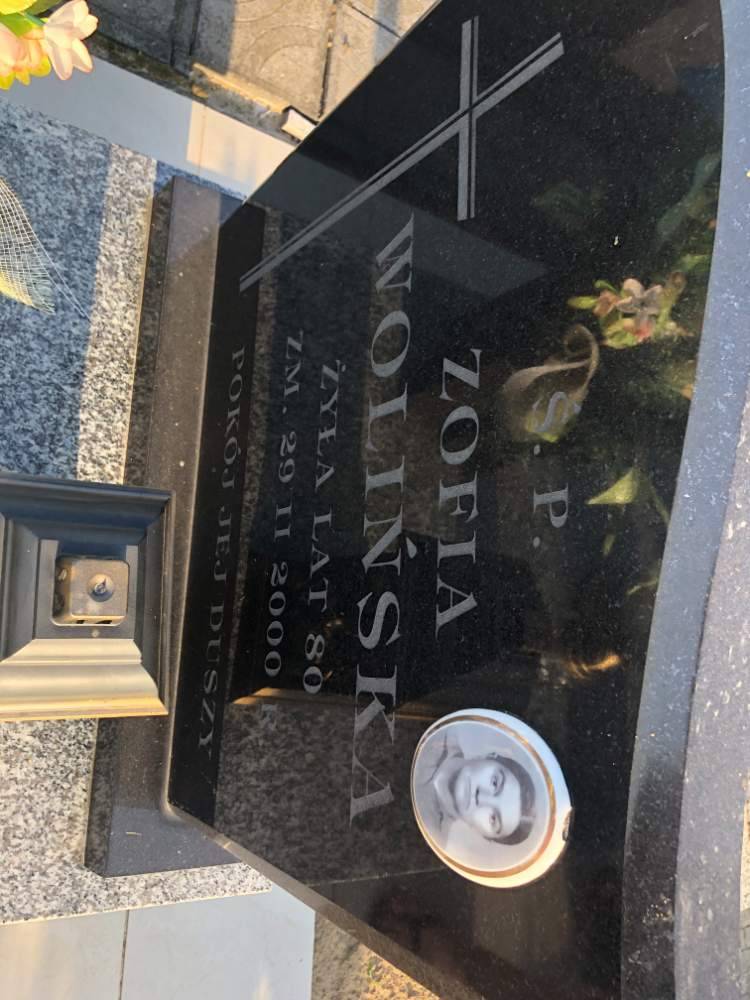 Ś. P.
ZOFIA
WOLIŃSKA
ŻYŁA LAT 80
ZM. 29 II 2000 R
POKÓJ JEJ DUSZY